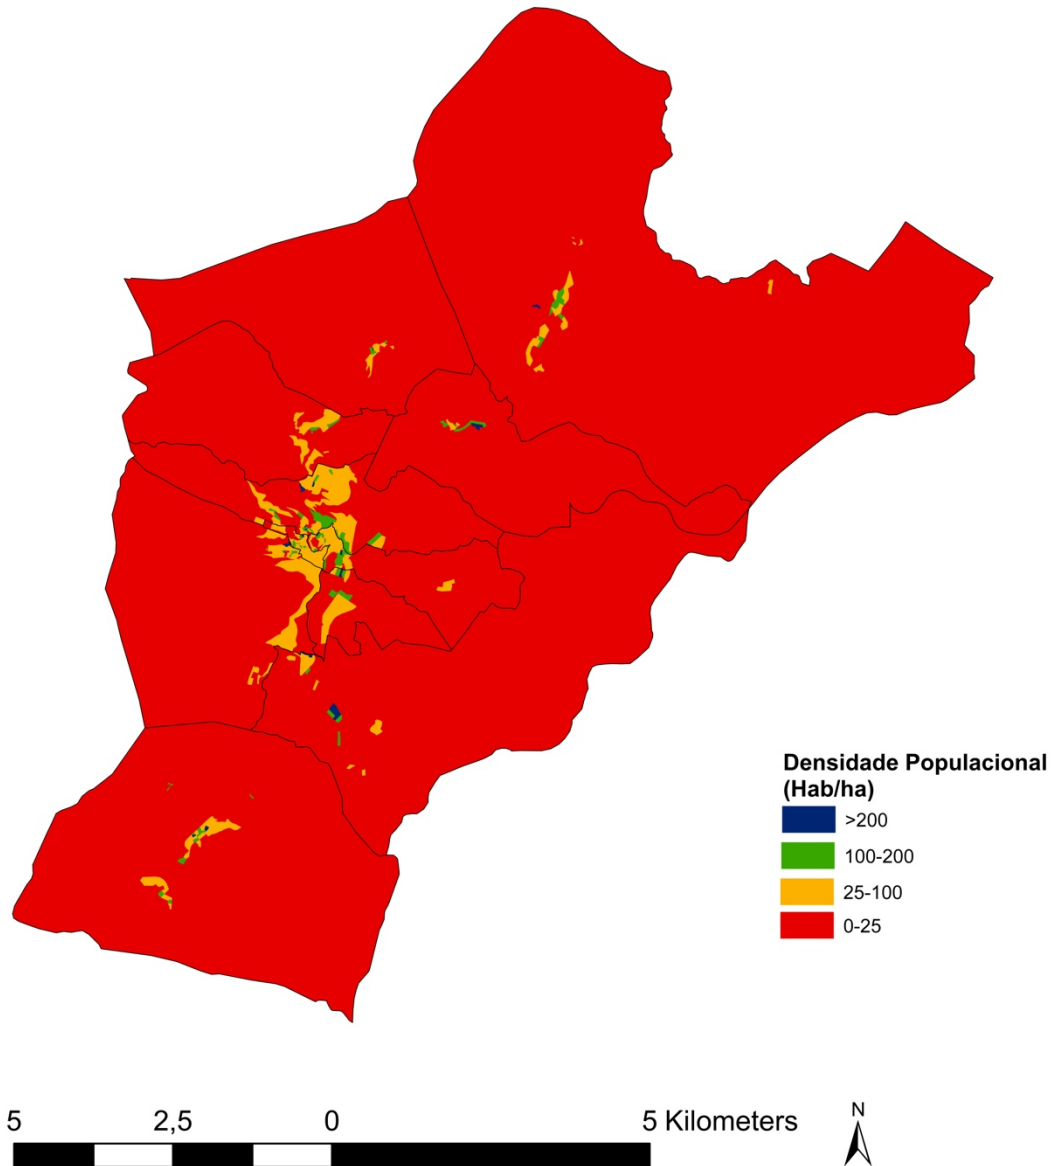 Densidade Populacional
(Hab/ha)
>200
100-200
25-100
0-25
5 2,5 0 5 Kilometers
N